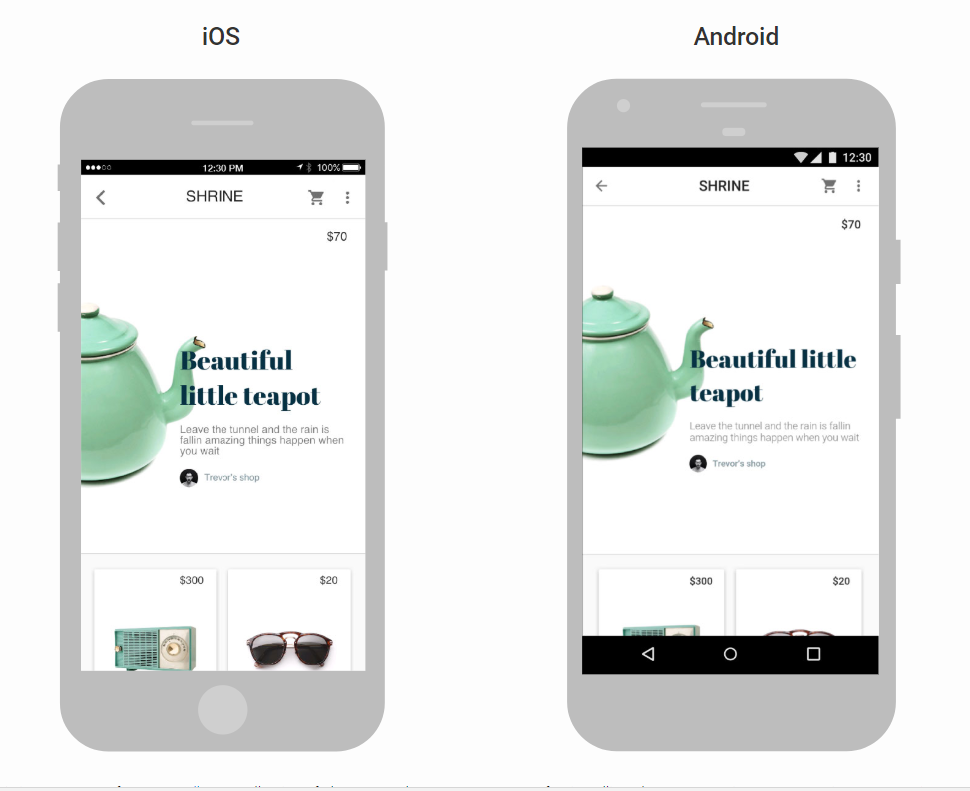 iOS
12:30 PM
100%
SHRINE
$70
Beautiful
little teapot
Leave the tunnel and the rain is
fallin amazing things happen when
you wait
Trevor's shop
$300
$20
Android
12:30
SHRINE
$70
Beautiful little
teapot
Leave the tunnel and the rain is fallin
amazing things happen when you wait
Trevor's shop
$300
$20